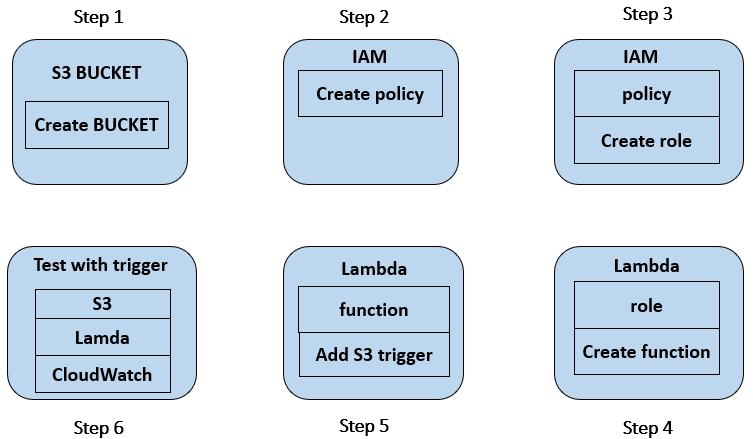 Step 1
S3 BUCKET
Create BUCKET
Step 2
IAM
Create policy
Step 3
IAM
policy
Create role
Test with trigger
S3
Lamda
CloudWatch
Step 6
Lambda
function
Add S3 trigger
Step 5
Lambda
role
Create function
Step 4